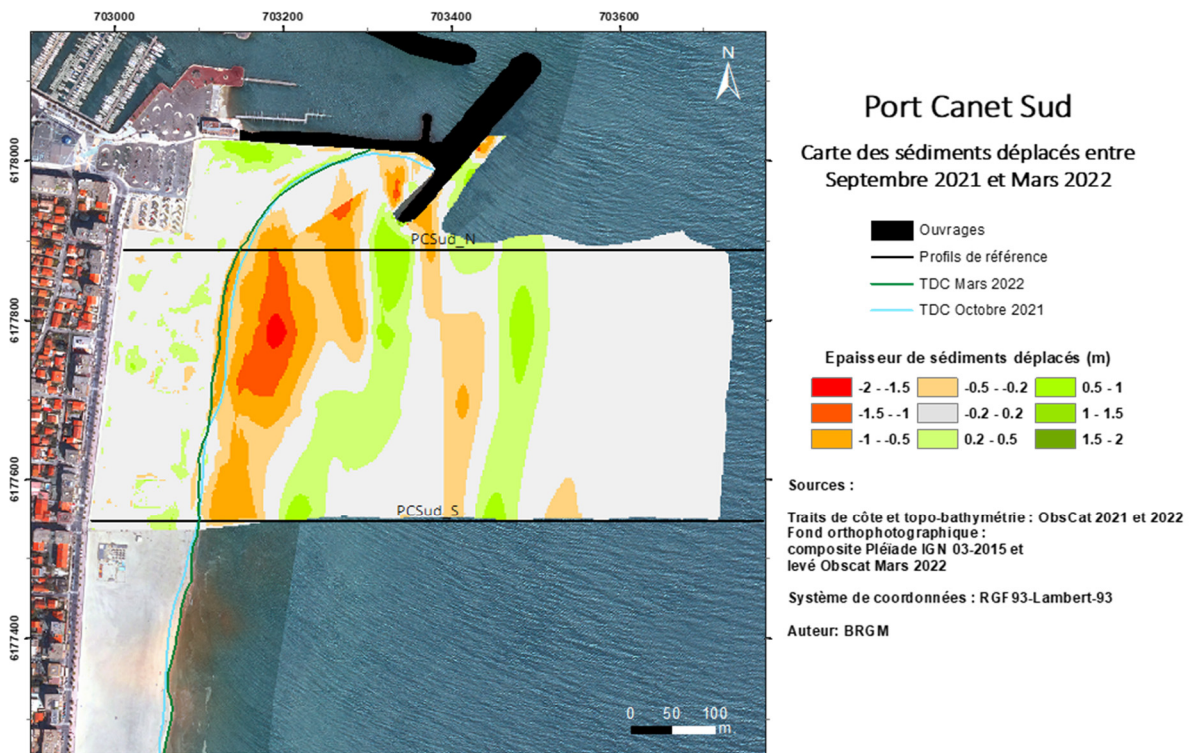 703000 703200 703400 703600
6178000
6177800
6177600
6177400
N
PCSud_N
PCSud_S
0 50 100
m
Port Canet Sud
Carte des sédiments déplacés entre
Septembre 2021 et Mars 2022
Ouvrages
Profils de référence
TDC Mars 2022
TDC Octobre 2021
Epaisseur de sédiments déplacés (m)
-2 - -1.5 -0.5 - -0.2 0.5 - 1
-1.5 - -1 -0.2 - 0.2 1 - 1.5
-1 - -0.5 0.2 - 0.5 1.5 - 2
Sources :
Traits de côte et topo-bathymétrie : ObsCat 2021 et 2022
Fond orthophotographique :
composite Pléïade IGN 03-2015 et
levé Obscat Mars 2022
Système de coordonnées : RGF93-Lambert-93
Auteur: BRGM